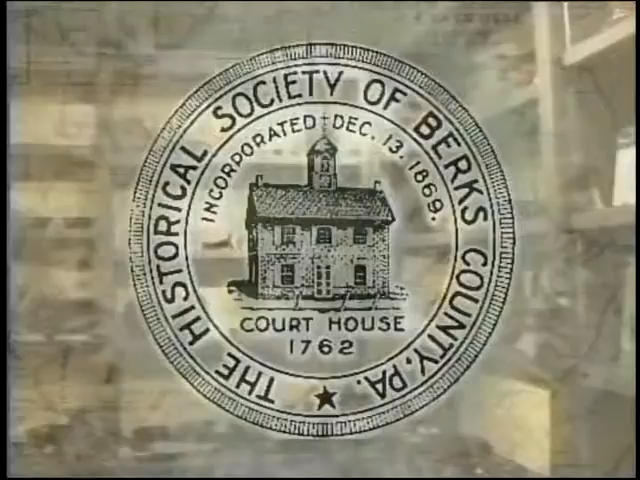 THE HISTORICAL SOCIETY OF BERKS COUNTY, PA.
INCORPORATED DEC. 13. 1869.
COURT HOUSE
1762